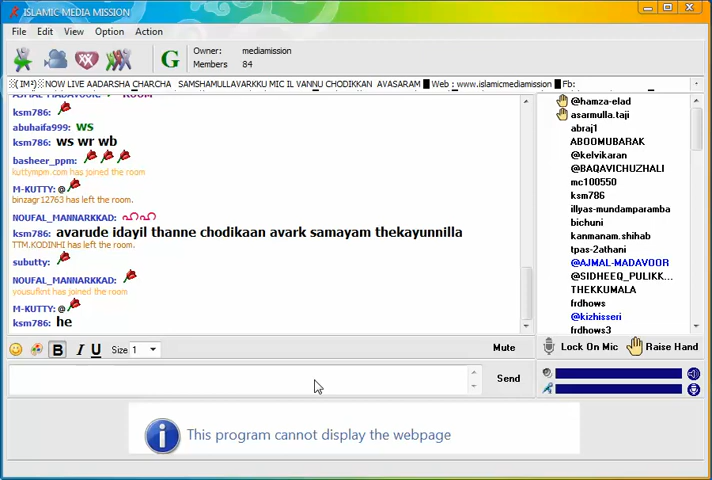 ISLAMIC MEDIA MISSION
File Edit View Option Action
G Owner: mediamission
Members 84
NOW LIVE AADARSHA CHARCHA SAMSHAMULLAVARKKU MIC IL VANNU CHODIKKAN AVASARAM Web : www.islamicmediamission Fb:
ksm786:
abuhaifa999: ws
ksm786: ws wr wb
basheer_ppm:
kuttympm.com has joined the room
M-KUTTY: @
binzagr12763 has left the room.
NOUFAL_MANNARKKAD:
ksm786: avarude idayil thanne chodikaan avark samayam thekayunnilla
TTM.KODINHI has left the room.
subutty:
NOUFAL_MANNARKKAD:
yousufknt has joined the room
M-KUTTY: @
ksm786: he
@hamza-elad
asarmulla.taji
abraj1
ABOOMUBARAK
@kelvikaran
@BAQAVICHUZHALI
mc100550
ksm786
illyas-mundamparamba
bichuni
kanmanam.shihab
tpas-2athani
@AJMAL-MADAVOOR
@SIDHEEQ_PULIKK...
THEKKUMALA
frdhows
@kizhisseri
frdhows3
B I U Size 1 Mute
Lock On Mic Raise Hand
Send
This program cannot display the webpage